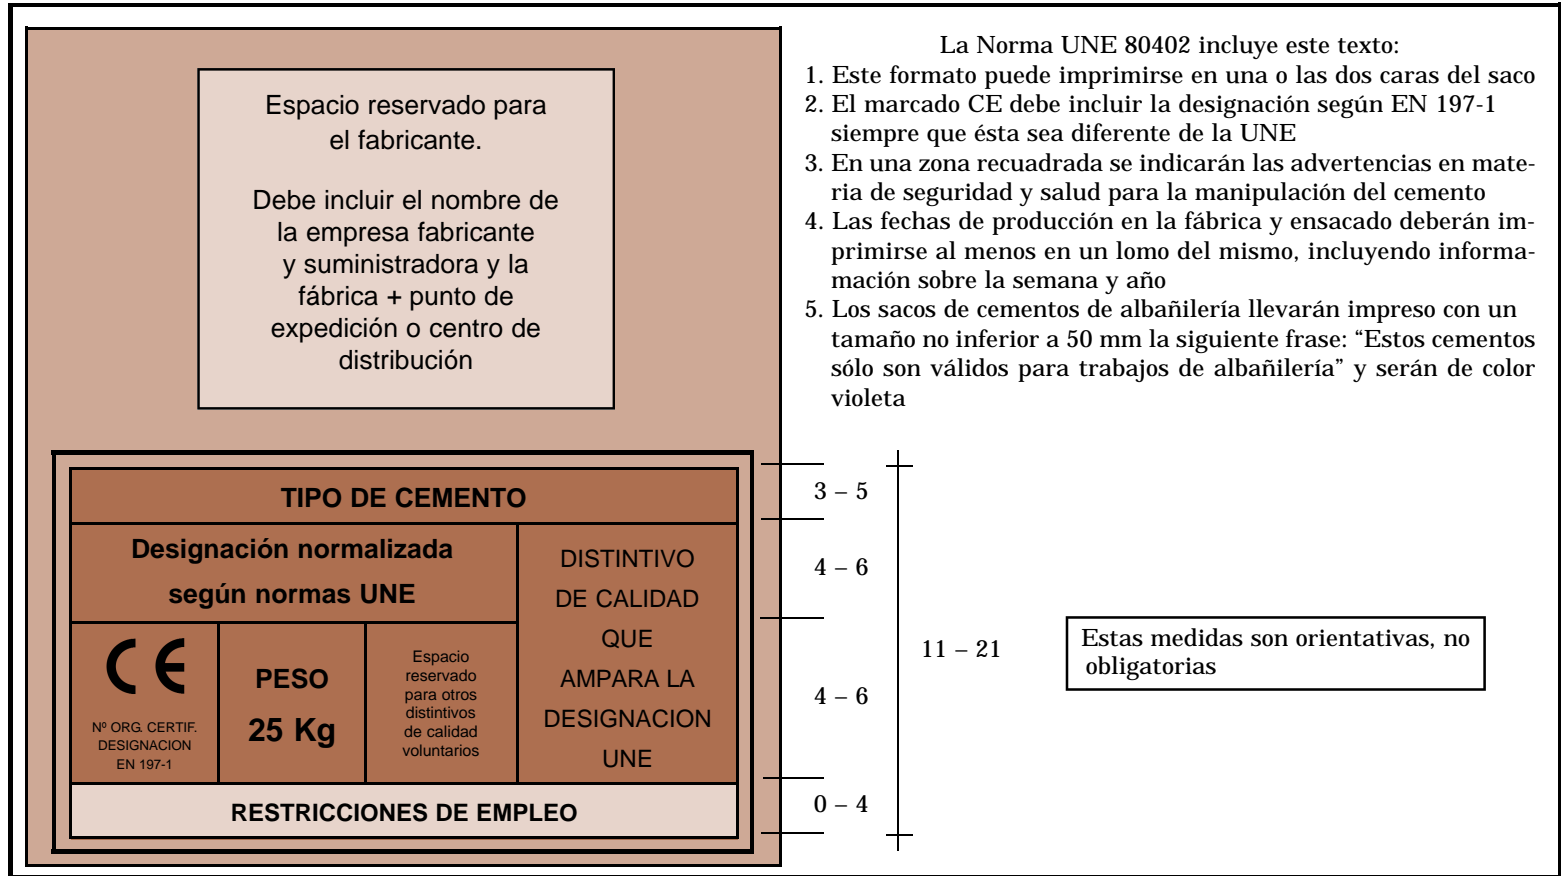 Espacio reservado para
el fabricante.
Debe incluir el nombre de
la empresa fabricante
y suministradora y la
fábrica + punto de
expedición o centro de
distribución
La Norma UNE 80402 incluye este texto:
1. Este formato puede imprimirse en una o las dos caras del saco
2. El marcado CE debe incluir la designación según EN 197-1
siempre que ésta sea diferente de la UNE
3. En una zona recuadrada se indicarán las advertencias en mate-
ria de seguridad y salud para la manipulación del cemento
4. Las fechas de producción en la fábrica y ensacado deberán im-
primirse al menos en un lomo del mismo, incluyendo informa-
mación sobre la semana y año
5. Los sacos de cementos de albañilería llevarán impreso con un
tamaño no inferior a 50 mm la siguiente frase: “Estos cementos
sólo son válidos para trabajos de albañilería” y serán de color
violeta
TIPO DE CEMENTO
Designación normalizada
según normas UNE
DISTINTIVO
DE CALIDAD
QUE
AMPARA LA
DESIGNACION
UNE
CE
Nº ORG. CERTIF.
DESIGNACION
EN 197-1
PESO
25 Kg
Espacio
reservado
para otros
distintivos
de calidad
voluntarios
RESTRICCIONES DE EMPLEO
3 – 5
4 – 6
4 – 6
0 – 4
11 – 21
Estas medidas son orientativas, no
obligatorias